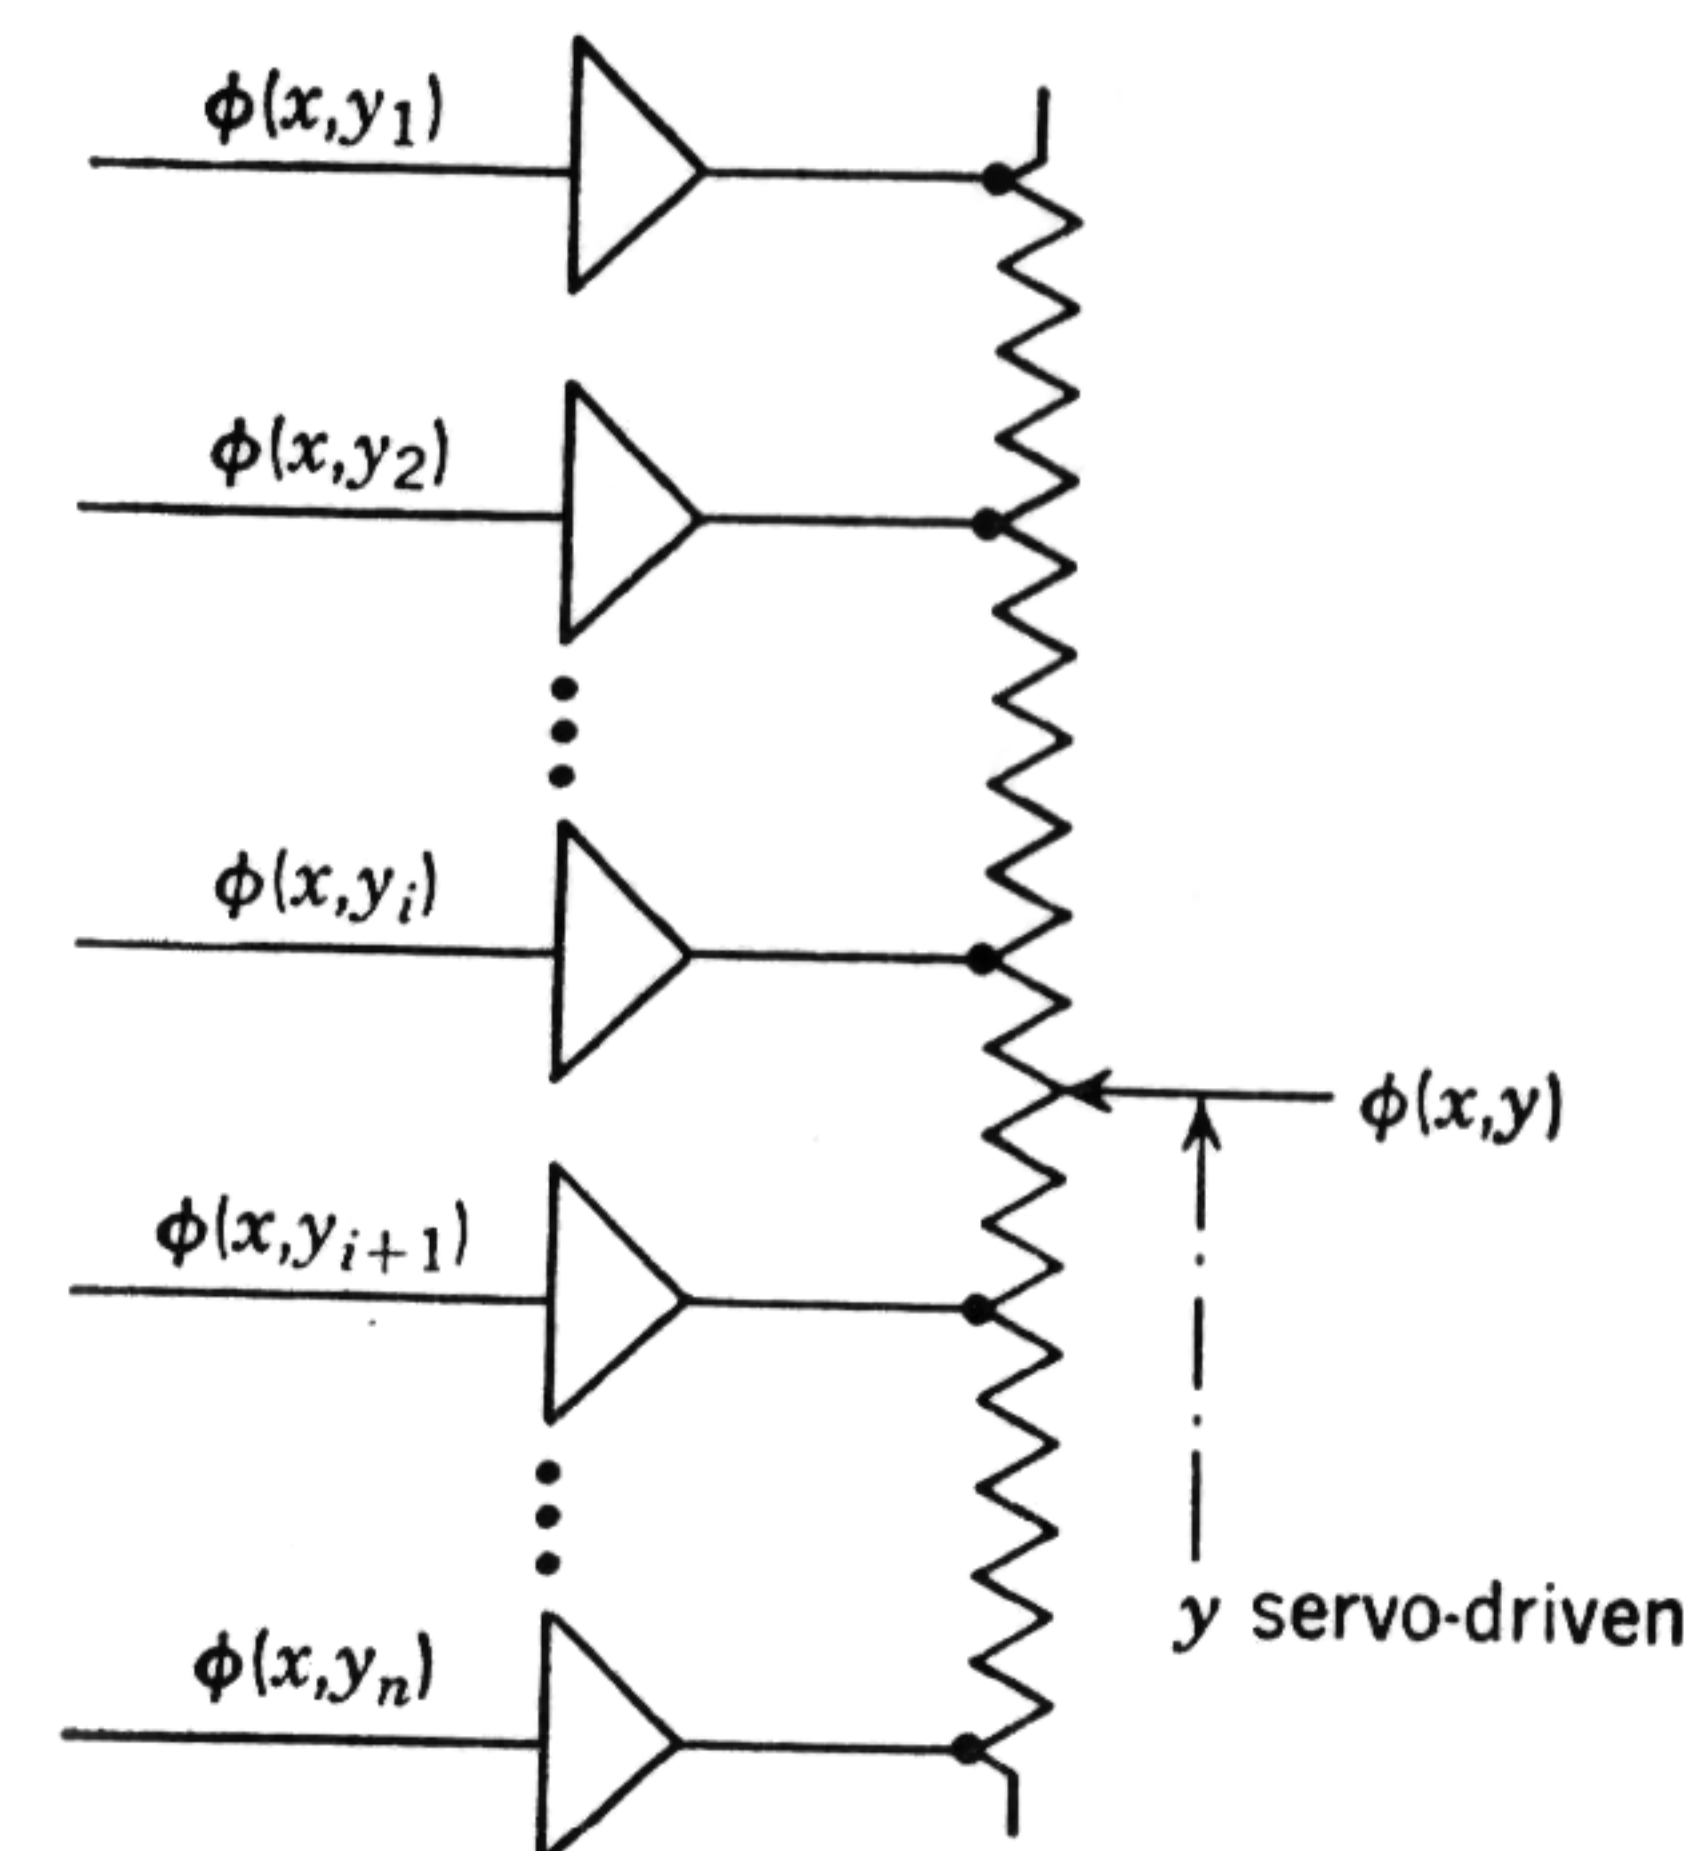 ϕ(x,y₁)
ϕ(x,y₂)
ϕ(x,yᵢ)
ϕ(x,y)
ϕ(x,yᵢ₊₁)
y servo-driven
ϕ(x,yₙ)